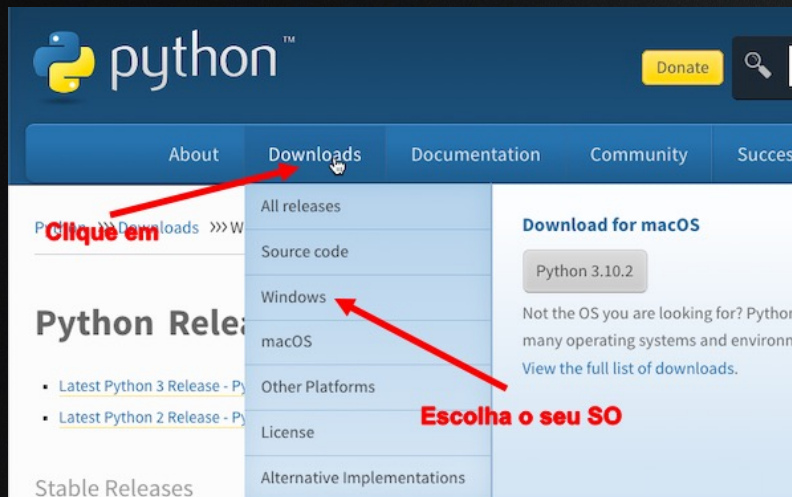 python™
Donate
About Downloads Documentation Community Succes
Python >>> Downloads >>> W
Clique em
All releases
Source code
Windows
macOS
Other Platforms
License
Alternative Implementations
Download for macOS
Python 3.10.2
Not the OS you are looking for? Python
many operating systems and environm
View the full list of downloads.
Escolha o seu SO
Python Relea
Latest Python 3 Release - Py
Latest Python 2 Release - Py
Stable Releases